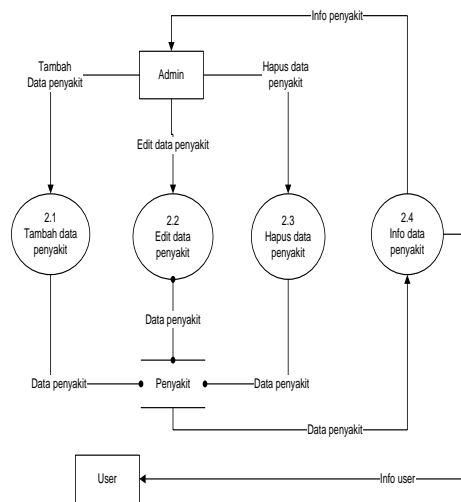 Info penyakit
Tambah
Data penyakit
Admin
Hapus data
penyakit
Edit data penyakit
2.1
Tambah data
penyakit
2.2
Edit data
penyakit
2.3
Hapus data
penyakit
2.4
Info data
penyakit
Data penyakit
Data penyakit
Penyakit
Data penyakit
Data penyakit
User
Info user